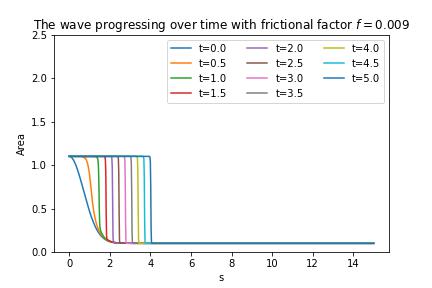 The wave progressing over time with frictional factor f = 0.009
2.5
2.0
1.5
1.0
0.5
0.0
Area
t=0.0
t=0.5
t=1.0
t=1.5
t=2.0
t=2.5
t=3.0
t=3.5
t=4.0
t=4.5
t=5.0
0
2
4
6
8
10
12
14
s